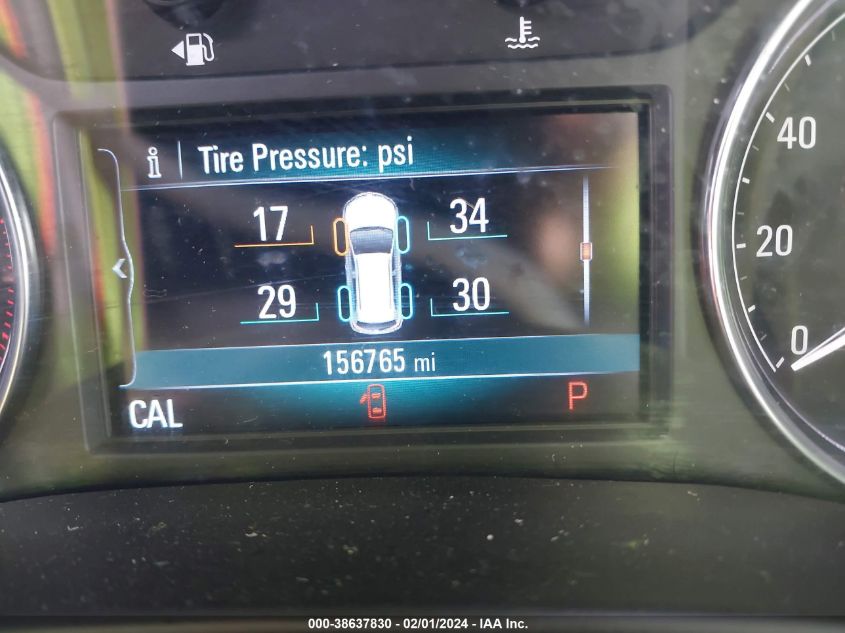 i Tire Pressure: psi
17 34
29 30
156765 mi
CAL P
40
20
0
000-38637830 - 02/01/2024 - IAA Inc.